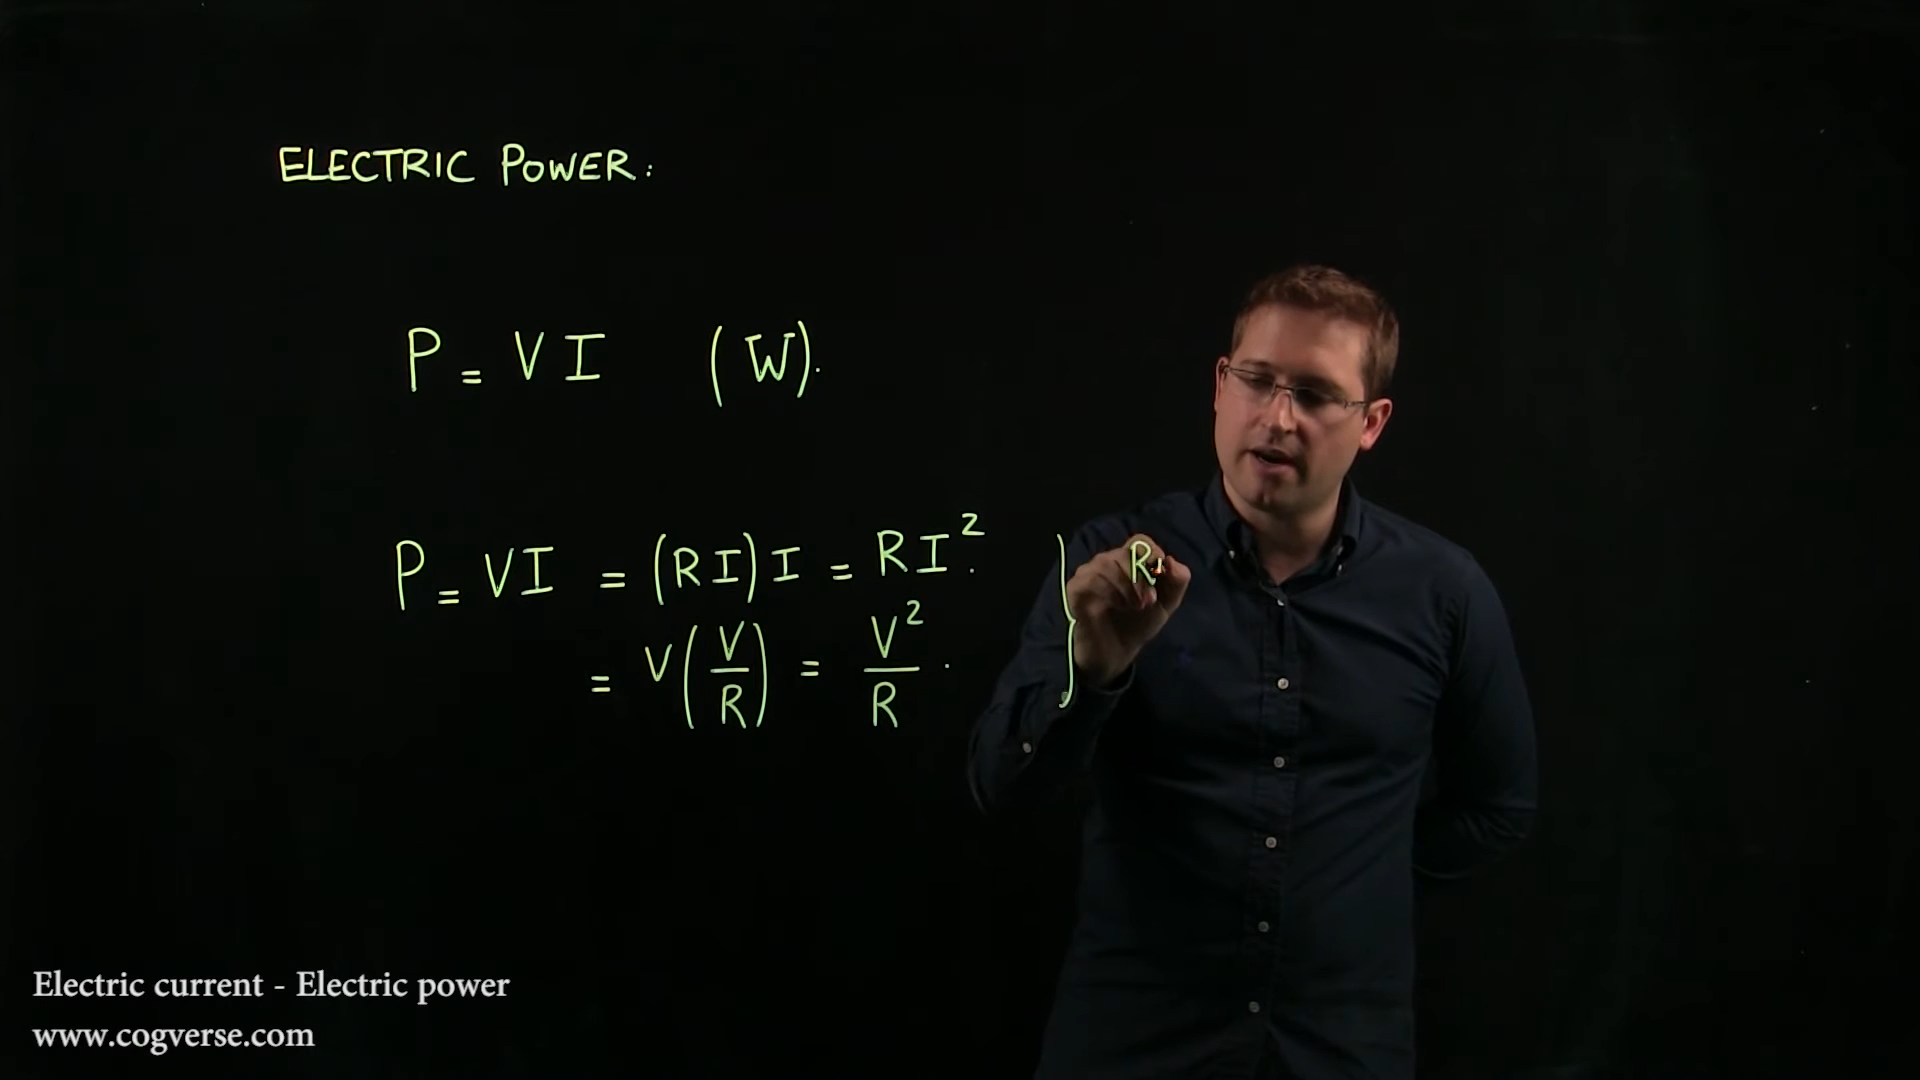 ELECTRIC POWER:
P = VI (W).
P = VI = (RI)I = RI².
= V(V/R) = V²/R.
} R
Electric current - Electric power
www.cogverse.com